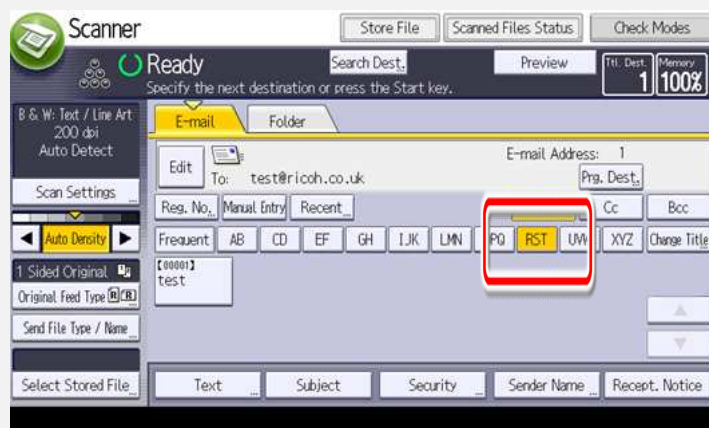 Scanner
Store File
Scanned Files Status
Check Modes
Ready
Search Dest.
Preview
Ttl. Dest. 1
Memory 100%
Specify the next destination or press the Start key.
B & W: Text / Line Art
200 dpi
Auto Detect
Scan Settings
Auto Density
1 Sided Original
Original Feed Type
Send File Type / Name
Select Stored File
E-mail
Folder
Edit
To: test@ricoh.co.uk
E-mail Address: 1
Prg. Dest.
Reg. No.
Manual Entry
Recent
Cc
Bcc
Frequent
AB
CD
EF
GH
IJK
LMN
PQ
RST
UV
XYZ
Change Title
[00001]
test
Text
Subject
Security
Sender Name
Recept. Notice